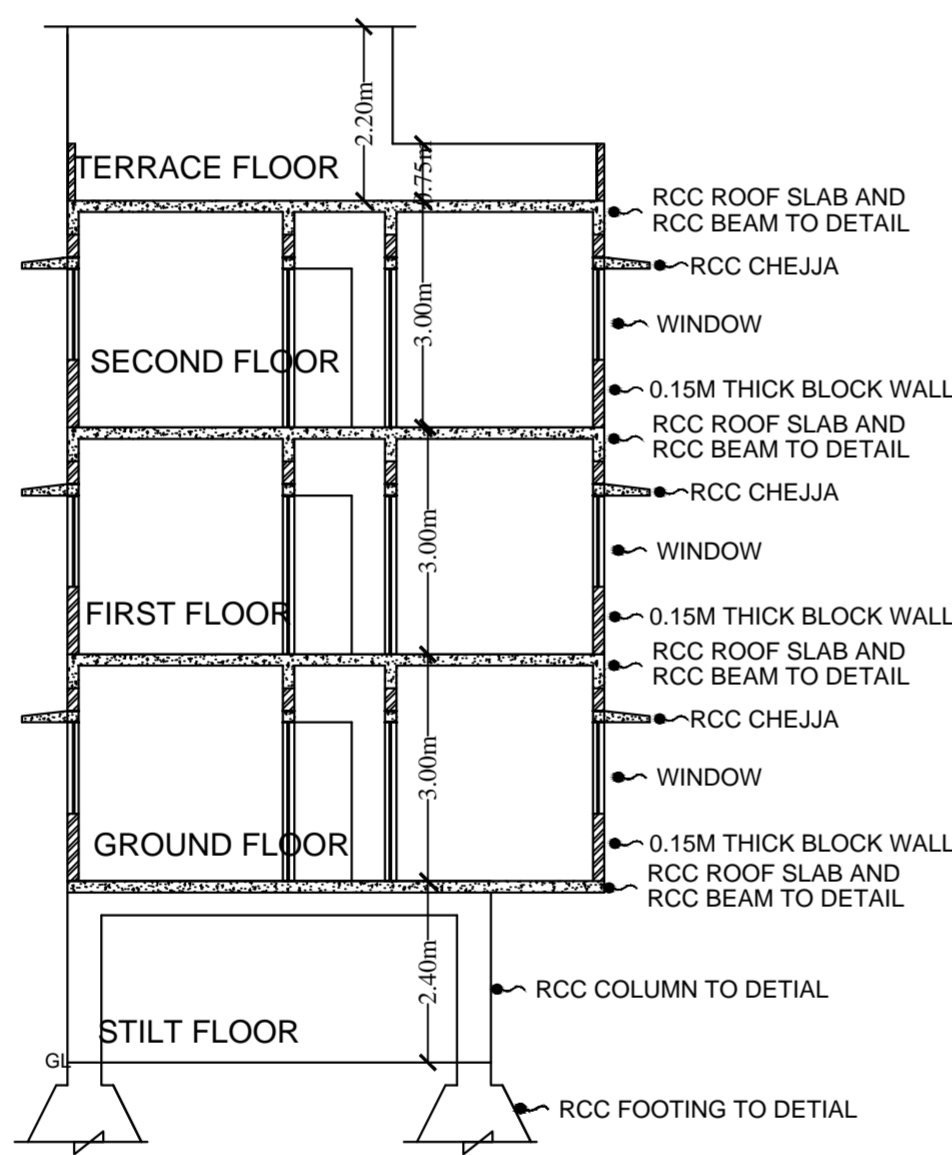 2.20m
0.75m
TERRACE FLOOR
RCC ROOF SLAB AND
RCC BEAM TO DETAIL
RCC CHEJJA
3.00m
WINDOW
SECOND FLOOR
0.15M THICK BLOCK WALL
RCC ROOF SLAB AND
RCC BEAM TO DETAIL
RCC CHEJJA
3.00m
WINDOW
FIRST FLOOR
0.15M THICK BLOCK WALL
RCC ROOF SLAB AND
RCC BEAM TO DETAIL
RCC CHEJJA
3.00m
WINDOW
GROUND FLOOR
0.15M THICK BLOCK WALL
RCC ROOF SLAB AND
RCC BEAM TO DETAIL
2.40m
RCC COLUMN TO DETIAL
STILT FLOOR
GL
RCC FOOTING TO DETIAL